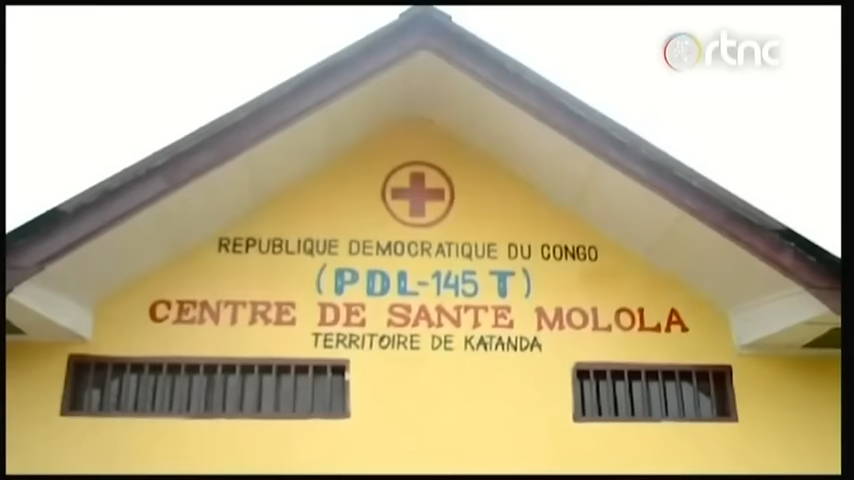 rtnc
REPUBLIQUE DEMOCRATIQUE DU CONGO
(PDL-145 T)
CENTRE DE SANTE MOLOLA
TERRITOIRE DE KATANDA